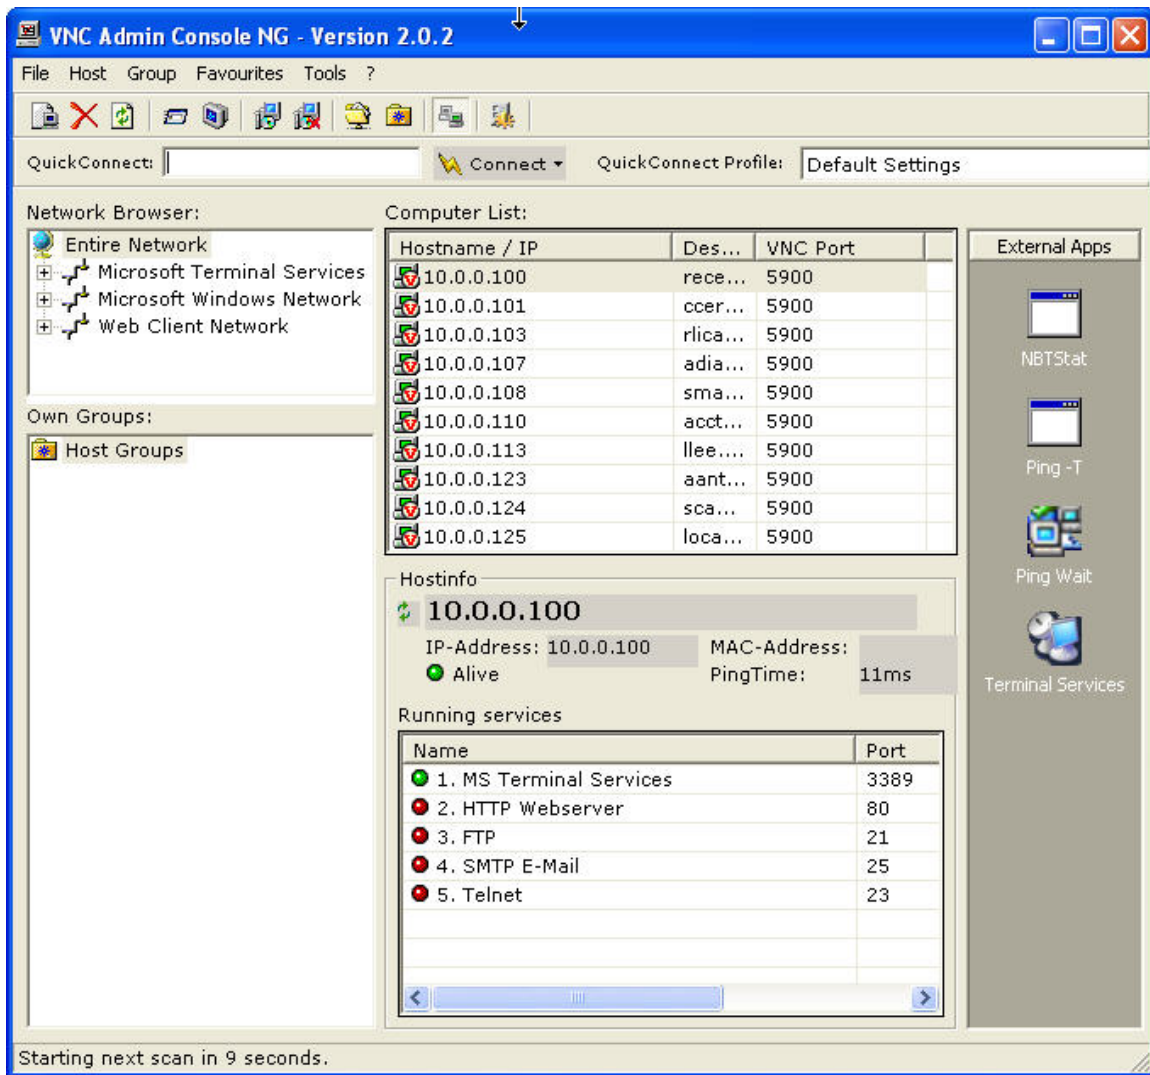 VNC Admin Console NG - Version 2.0.2
File Host Group Favourites Tools ?
QuickConnect: Connect QuickConnect Profile: Default Settings
Network Browser:
Entire Network
Microsoft Terminal Services
Microsoft Windows Network
Web Client Network
Own Groups:
Host Groups
Computer List:
Hostname / IP Des... VNC Port
10.0.0.100 rece... 5900
10.0.0.101 ccer... 5900
10.0.0.103 rlica... 5900
10.0.0.107 adia... 5900
10.0.0.108 sma... 5900
10.0.0.110 acct... 5900
10.0.0.113 llee.... 5900
10.0.0.123 aant... 5900
10.0.0.124 sca... 5900
10.0.0.125 loca... 5900
Hostinfo
10.0.0.100
IP-Address: 10.0.0.100 MAC-Address:
Alive PingTime: 11ms
Running services
Name Port
1. MS Terminal Services 3389
2. HTTP Webserver 80
3. FTP 21
4. SMTP E-Mail 25
5. Telnet 23
External Apps
NBTStat
Ping -T
Ping Wait
Terminal Services
Starting next scan in 9 seconds.